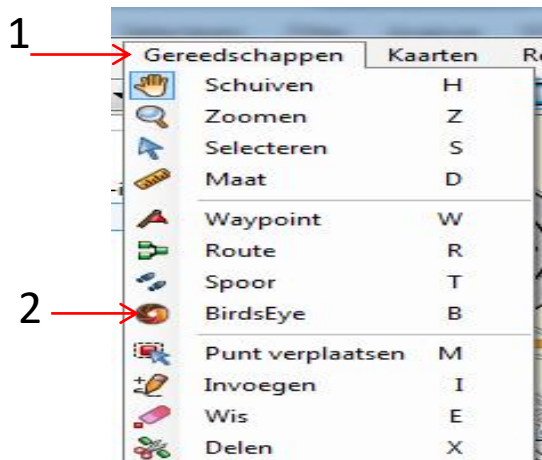 1
Gereedschappen Kaarten R
Schuiven H
Zoomen Z
Selecteren S
Maat D
Waypoint W
Route R
Spoor T
2
BirdsEye B
Punt verplaatsen M
Invoegen I
Wis E
Delen X